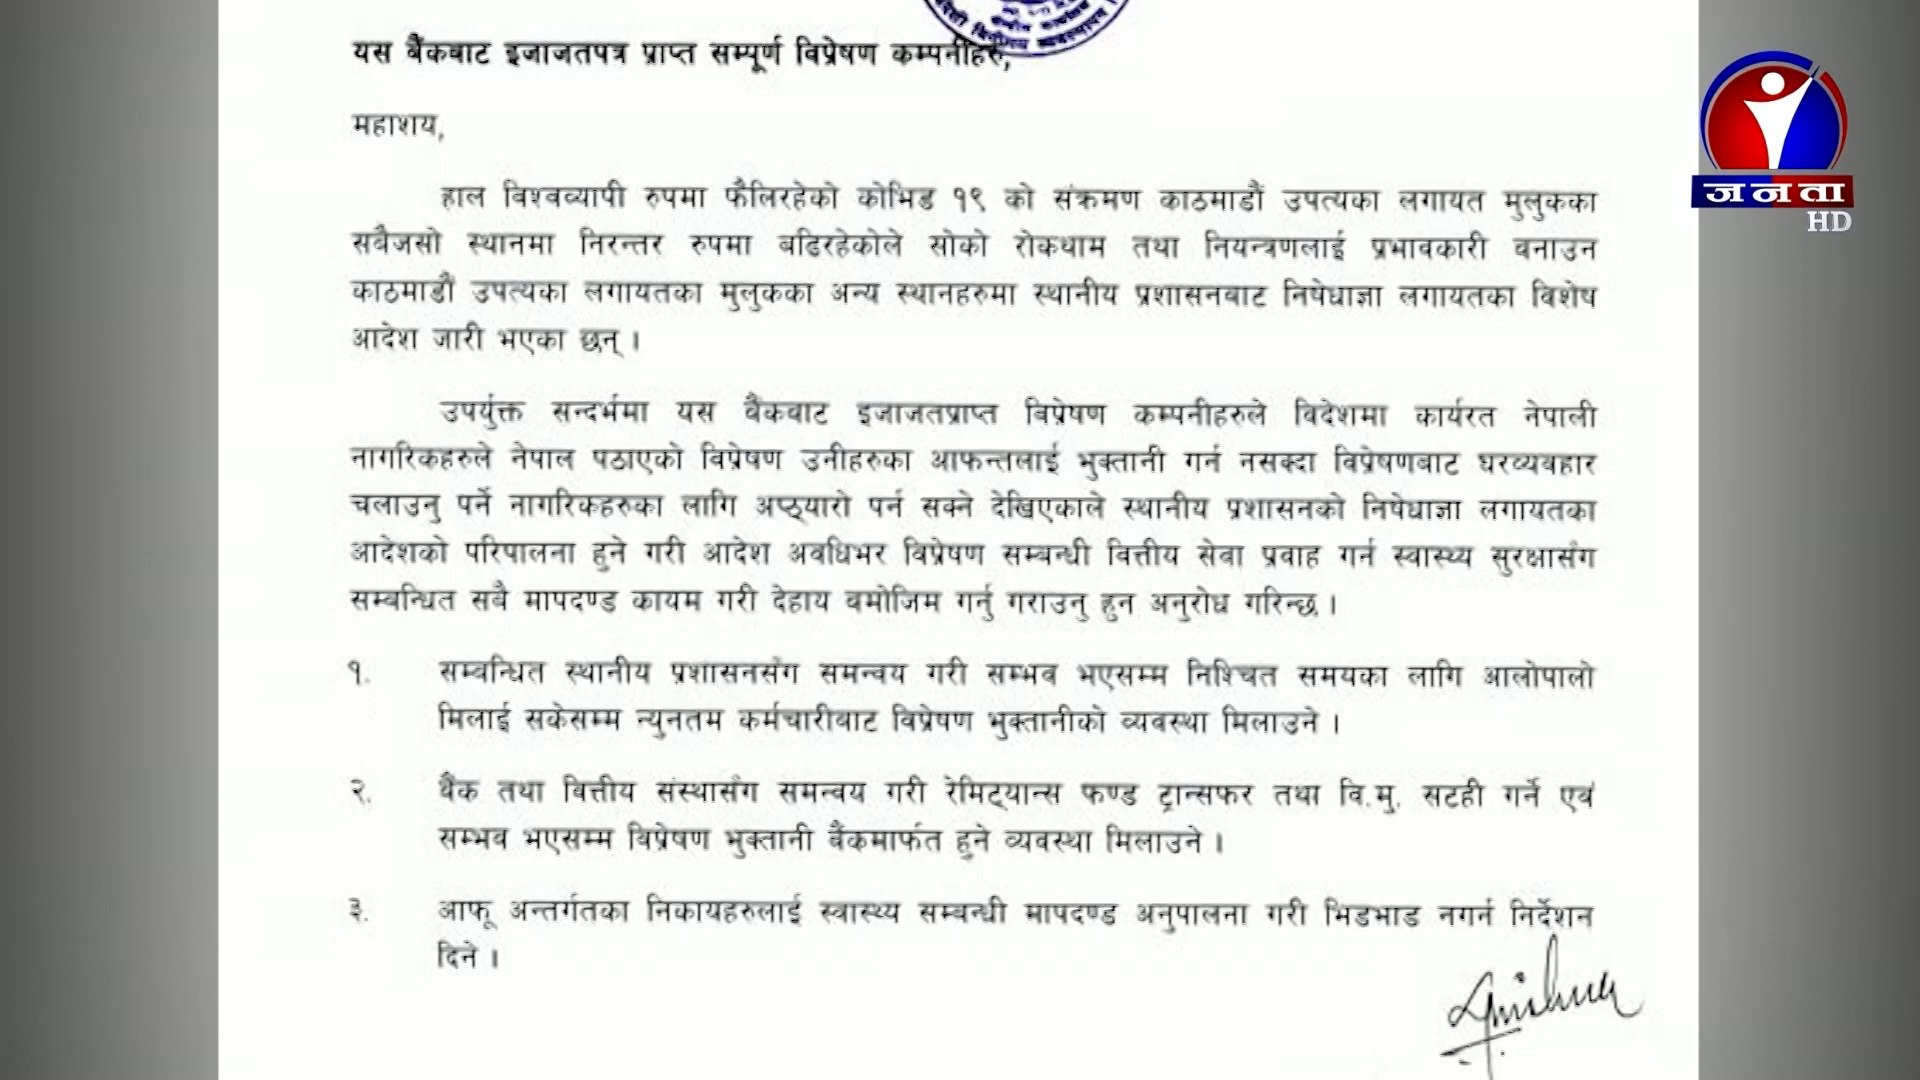 यस बैंकबाट इजाजतपत्र प्राप्त सम्पूर्ण विप्रेषण कम्पनीहरु,
महाशय,
हाल विश्वव्यापी रुपमा फैलिरहेको कोभिड १९ को संक्रमण काठमाडौं उपत्यका लगायत मुलुकका
सबैजसो स्थानमा निरन्तर रुपमा बढिरहेकोले सोको रोकथाम तथा नियन्त्रणलाई प्रभावकारी बनाउन
काठमाडौं उपत्यका लगायतका मुलुकका अन्य स्थानहरुमा स्थानीय प्रशासनबाट निषेधाज्ञा लगायतका विशेष
आदेश जारी भएका छन् ।
उपर्युक्त सन्दर्भमा यस बैंकबाट इजाजतप्राप्त विप्रेषण कम्पनीहरुले विदेशमा कार्यरत नेपाली
नागरिकहरुले नेपाल पठाएको विप्रेषण उनीहरुका आफन्तलाई भुक्तानी गर्न नसक्दा विप्रेषणबाट घरव्यवहार
चलाउनु पर्ने नागरिकहरुका लागि अप्ठ्यारो पर्न सक्ने देखिएकाले स्थानीय प्रशासनको निषेधाज्ञा लगायतका
आदेशको परिपालना हुने गरी आदेश अवधिभर विप्रेषण सम्बन्धी वित्तीय सेवा प्रवाह गर्न स्वास्थ्य सुरक्षासंग
सम्बन्धित सबै मापदण्ड कायम गरी देहाय बमोजिम गर्नु गराउनु हुन अनुरोध गरिन्छ ।
१. सम्बन्धित स्थानीय प्रशासनसंग समन्वय गरी सम्भव भएसम्म निश्चित समयका लागि आलोपालो
मिलाई सकेसम्म न्युनतम कर्मचारीबाट विप्रेषण भुक्तानीको व्यवस्था मिलाउने ।
२. बैंक तथा वित्तीय संस्थासंग समन्वय गरी रेमिट्यान्स फण्ड ट्रान्सफर तथा वि.मु. सटही गर्ने एवं
सम्भव भएसम्म विप्रेषण भुक्तानी बैंकमार्फत हुने व्यवस्था मिलाउने ।
३. आफू अन्तर्गतका निकायहरुलाई स्वास्थ्य सम्बन्धी मापदण्ड अनुपालना गरी भिडभाड नगर्न निर्देशन
दिने ।
जनता
HD